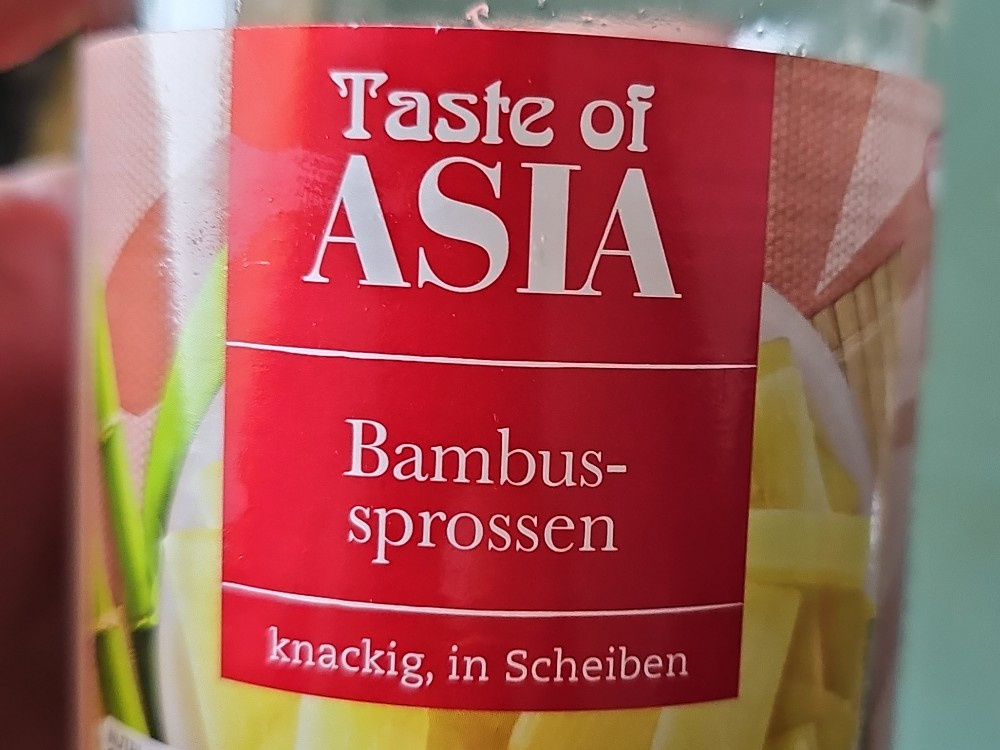 Taste of
ASIA
Bambus-
sprossen
knackig, in Scheiben